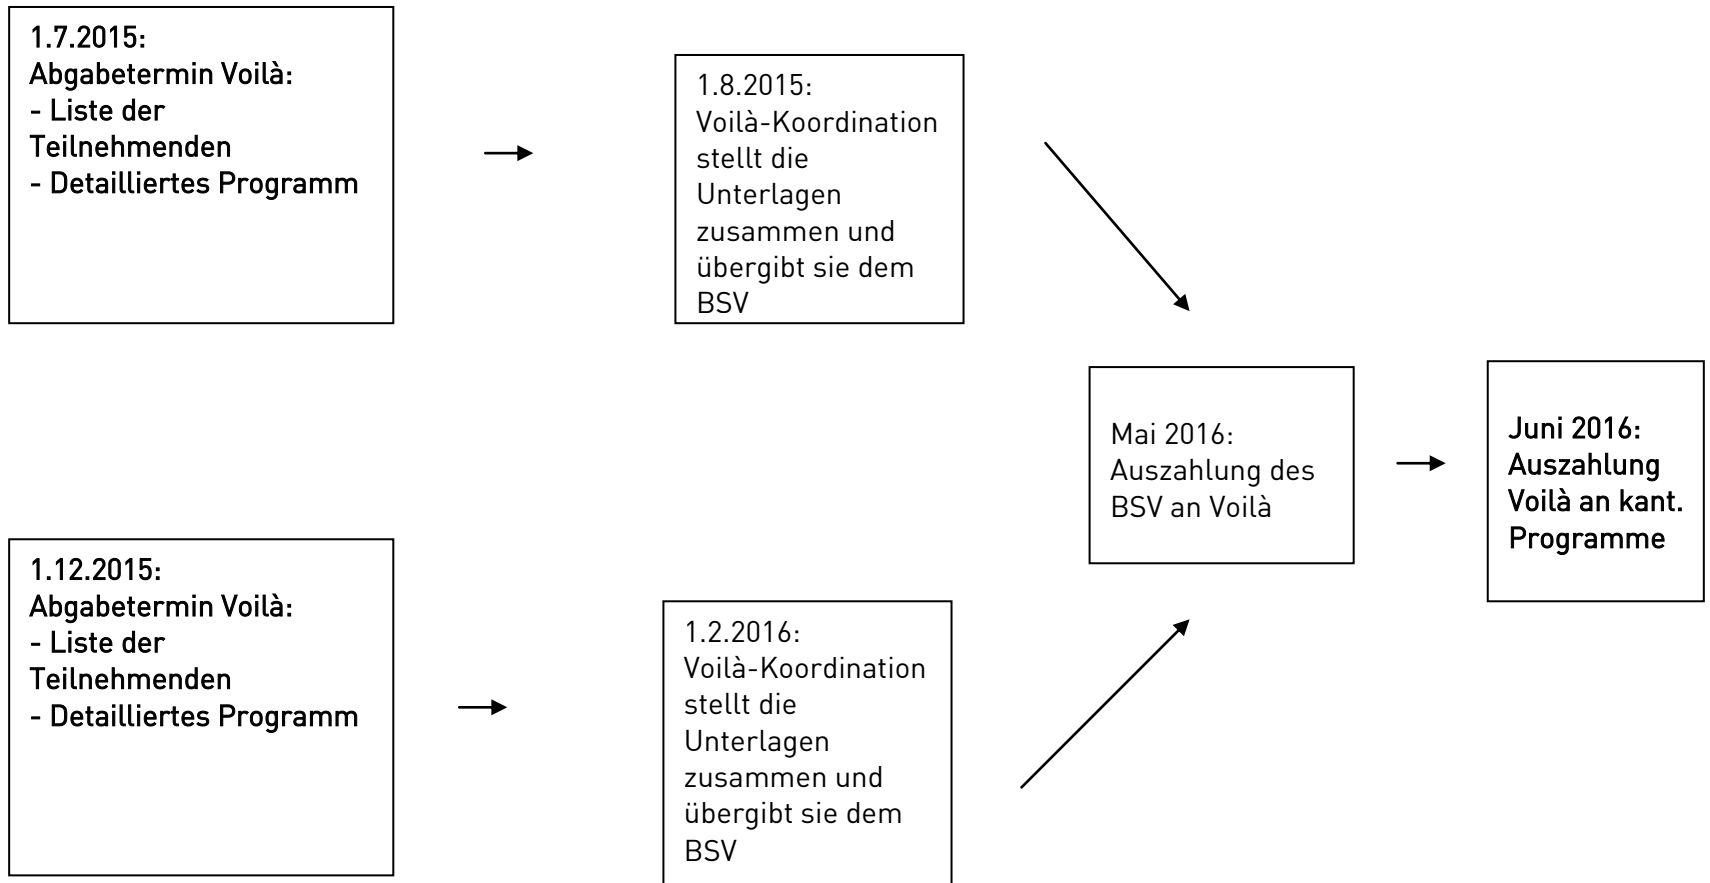 1.7.2015:
Abgabetermin Voilà:
- Liste der
Teilnehmenden
- Detailliertes Programm
1.8.2015:
Voilà-Koordination
stellt die
Unterlagen
zusammen und
übergibt sie dem
BSV
Mai 2016:
Auszahlung des
BSV an Voilà
Juni 2016:
Auszahlung
Voilà an kant.
Programme
1.12.2015:
Abgabetermin Voilà:
- Liste der
Teilnehmenden
- Detailliertes Programm
1.2.2016:
Voilà-Koordination
stellt die
Unterlagen
zusammen und
übergibt sie dem
BSV